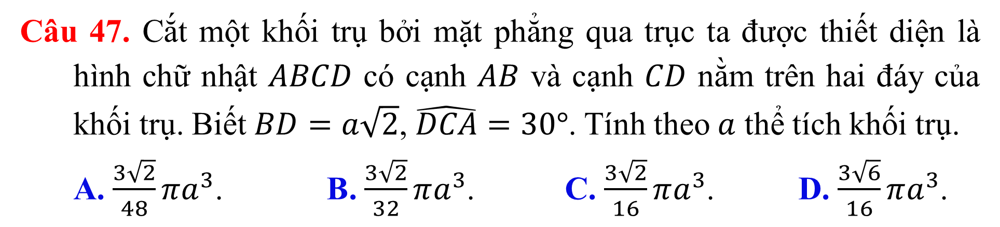 Câu 47. Cắt một khối trụ bởi mặt phẳng qua trục ta được thiết diện là
hình chữ nhật ABCD có cạnh AB và cạnh CD nằm trên hai đáy của
khối trụ. Biết BD = a√2, $\widehat{DCA}$ = 30°. Tính theo a thể tích khối trụ.
A. $\frac{3\sqrt{2}}{48}\pi a^3$. B. $\frac{3\sqrt{2}}{32}\pi a^3$. C. $\frac{3\sqrt{2}}{16}\pi a^3$. D. $\frac{3\sqrt{6}}{16}\pi a^3$.